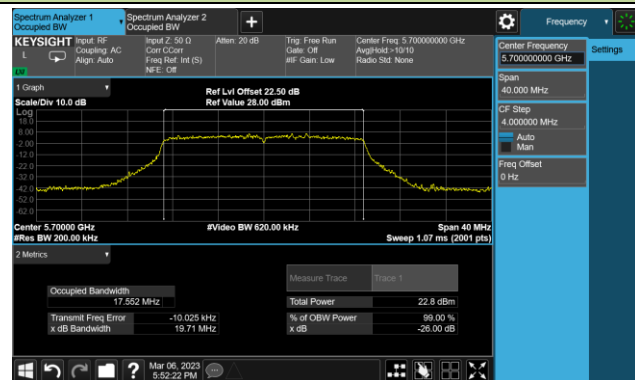 Spectrum Analyzer 1
Occupied BW
Spectrum Analyzer 2
Occupied BW
Frequency
KEYSIGHT
L
LXI
Input: RF
Coupling: AC
Align: Auto
Input Z: 50 Ω
Corr CCorr
Freq Ref: Int (S)
NFE: Off
Atten: 20 dB
Trig: Free Run
Gate: Off
#IF Gain: Low
Center Freq: 5.700000000 GHz
Avg|Hold:>10/10
Radio Std: None
Center Frequency
5.700000000 GHz
Settings
Span
40.000 MHz
CF Step
4.000000 MHz
Auto
Man
Freq Offset
0 Hz
1 Graph
Scale/Div 10.0 dB
Ref Lvl Offset 22.50 dB
Ref Value 28.00 dBm
Log
18.0
8.00
-2.00
-12.0
-22.0
-32.0
-42.0
-52.0
-62.0
Center 5.70000 GHz
#Res BW 200.00 kHz
#Video BW 620.00 kHz
Span 40 MHz
Sweep 1.07 ms (2001 pts)
2 Metrics
Measure Trace
Trace 1
Occupied Bandwidth
17.552 MHz
Total Power
22.8 dBm
Transmit Freq Error
-10.025 kHz
% of OBW Power
99.00 %
x dB Bandwidth
19.71 MHz
x dB
-26.00 dB
?
Mar 06, 2023
5:52:22 PM